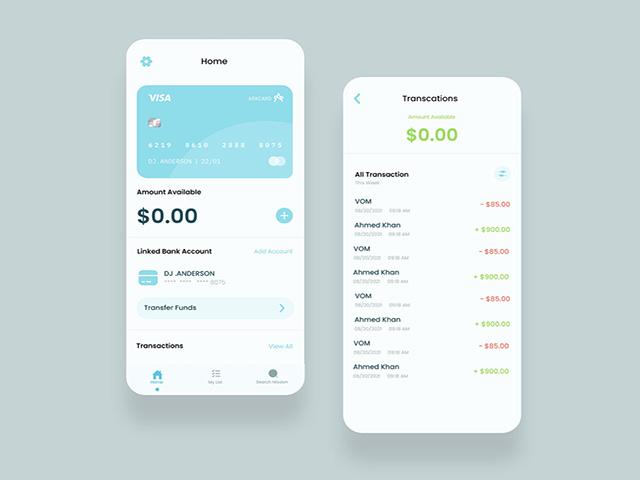 Home
VISA
APACARD
6219 8610 2888 8075
DJ.ANDERSON | 22/01
Amount Available
$0.00
Linked Bank Account
Add Account
DJ .ANDERSON
**** **** **** 8075
Transfer Funds
Transactions
View All
Home
My List
Search Mission
Transcations
Amount Available
$0.00
All Transaction
This Week
VOM
- $85.00
08/20/2021 09:18 AM
Ahmed Khan
+ $900.00
08/20/2021 09:18 AM
VOM
- $85.00
08/20/2021 09:18 AM
Ahmed Khan
+ $900.00
08/20/2021 09:18 AM
VOM
- $85.00
08/20/2021 09:18 AM
Ahmed Khan
+ $900.00
08/20/2021 09:18 AM
VOM
- $85.00
08/20/2021 09:18 AM
Ahmed Khan
+ $900.00
08/20/2021 09:18 AM